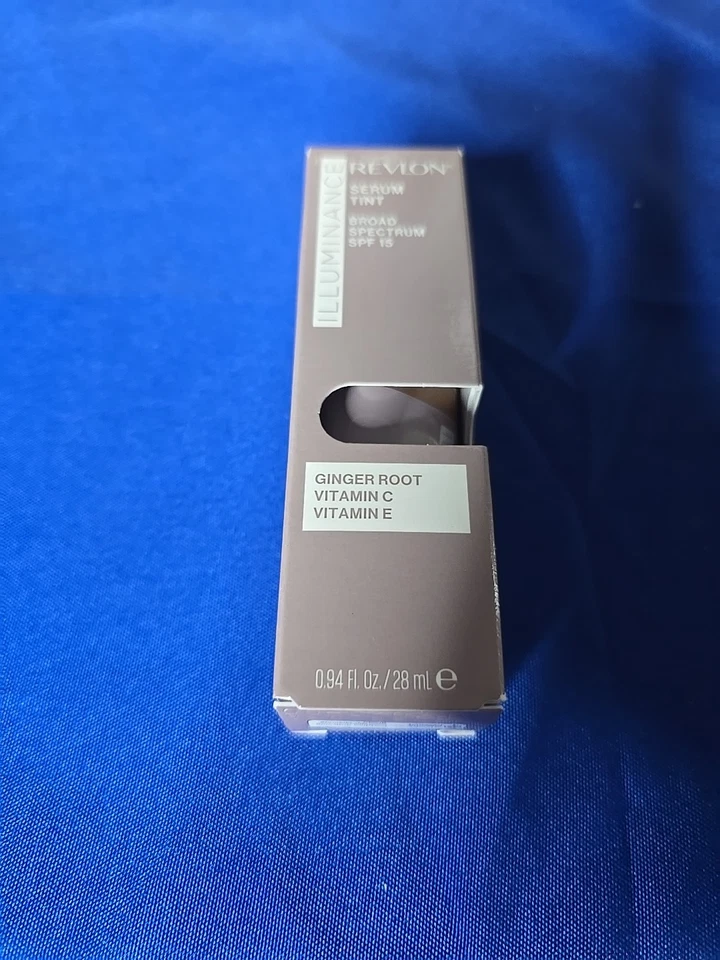 ILLUMINANCE
REVLON
SERUM
TINT
BROAD
SPECTRUM
SPF 15
GINGER ROOT
VITAMIN C
VITAMIN E
0.94 Fl. Oz./28 mL e